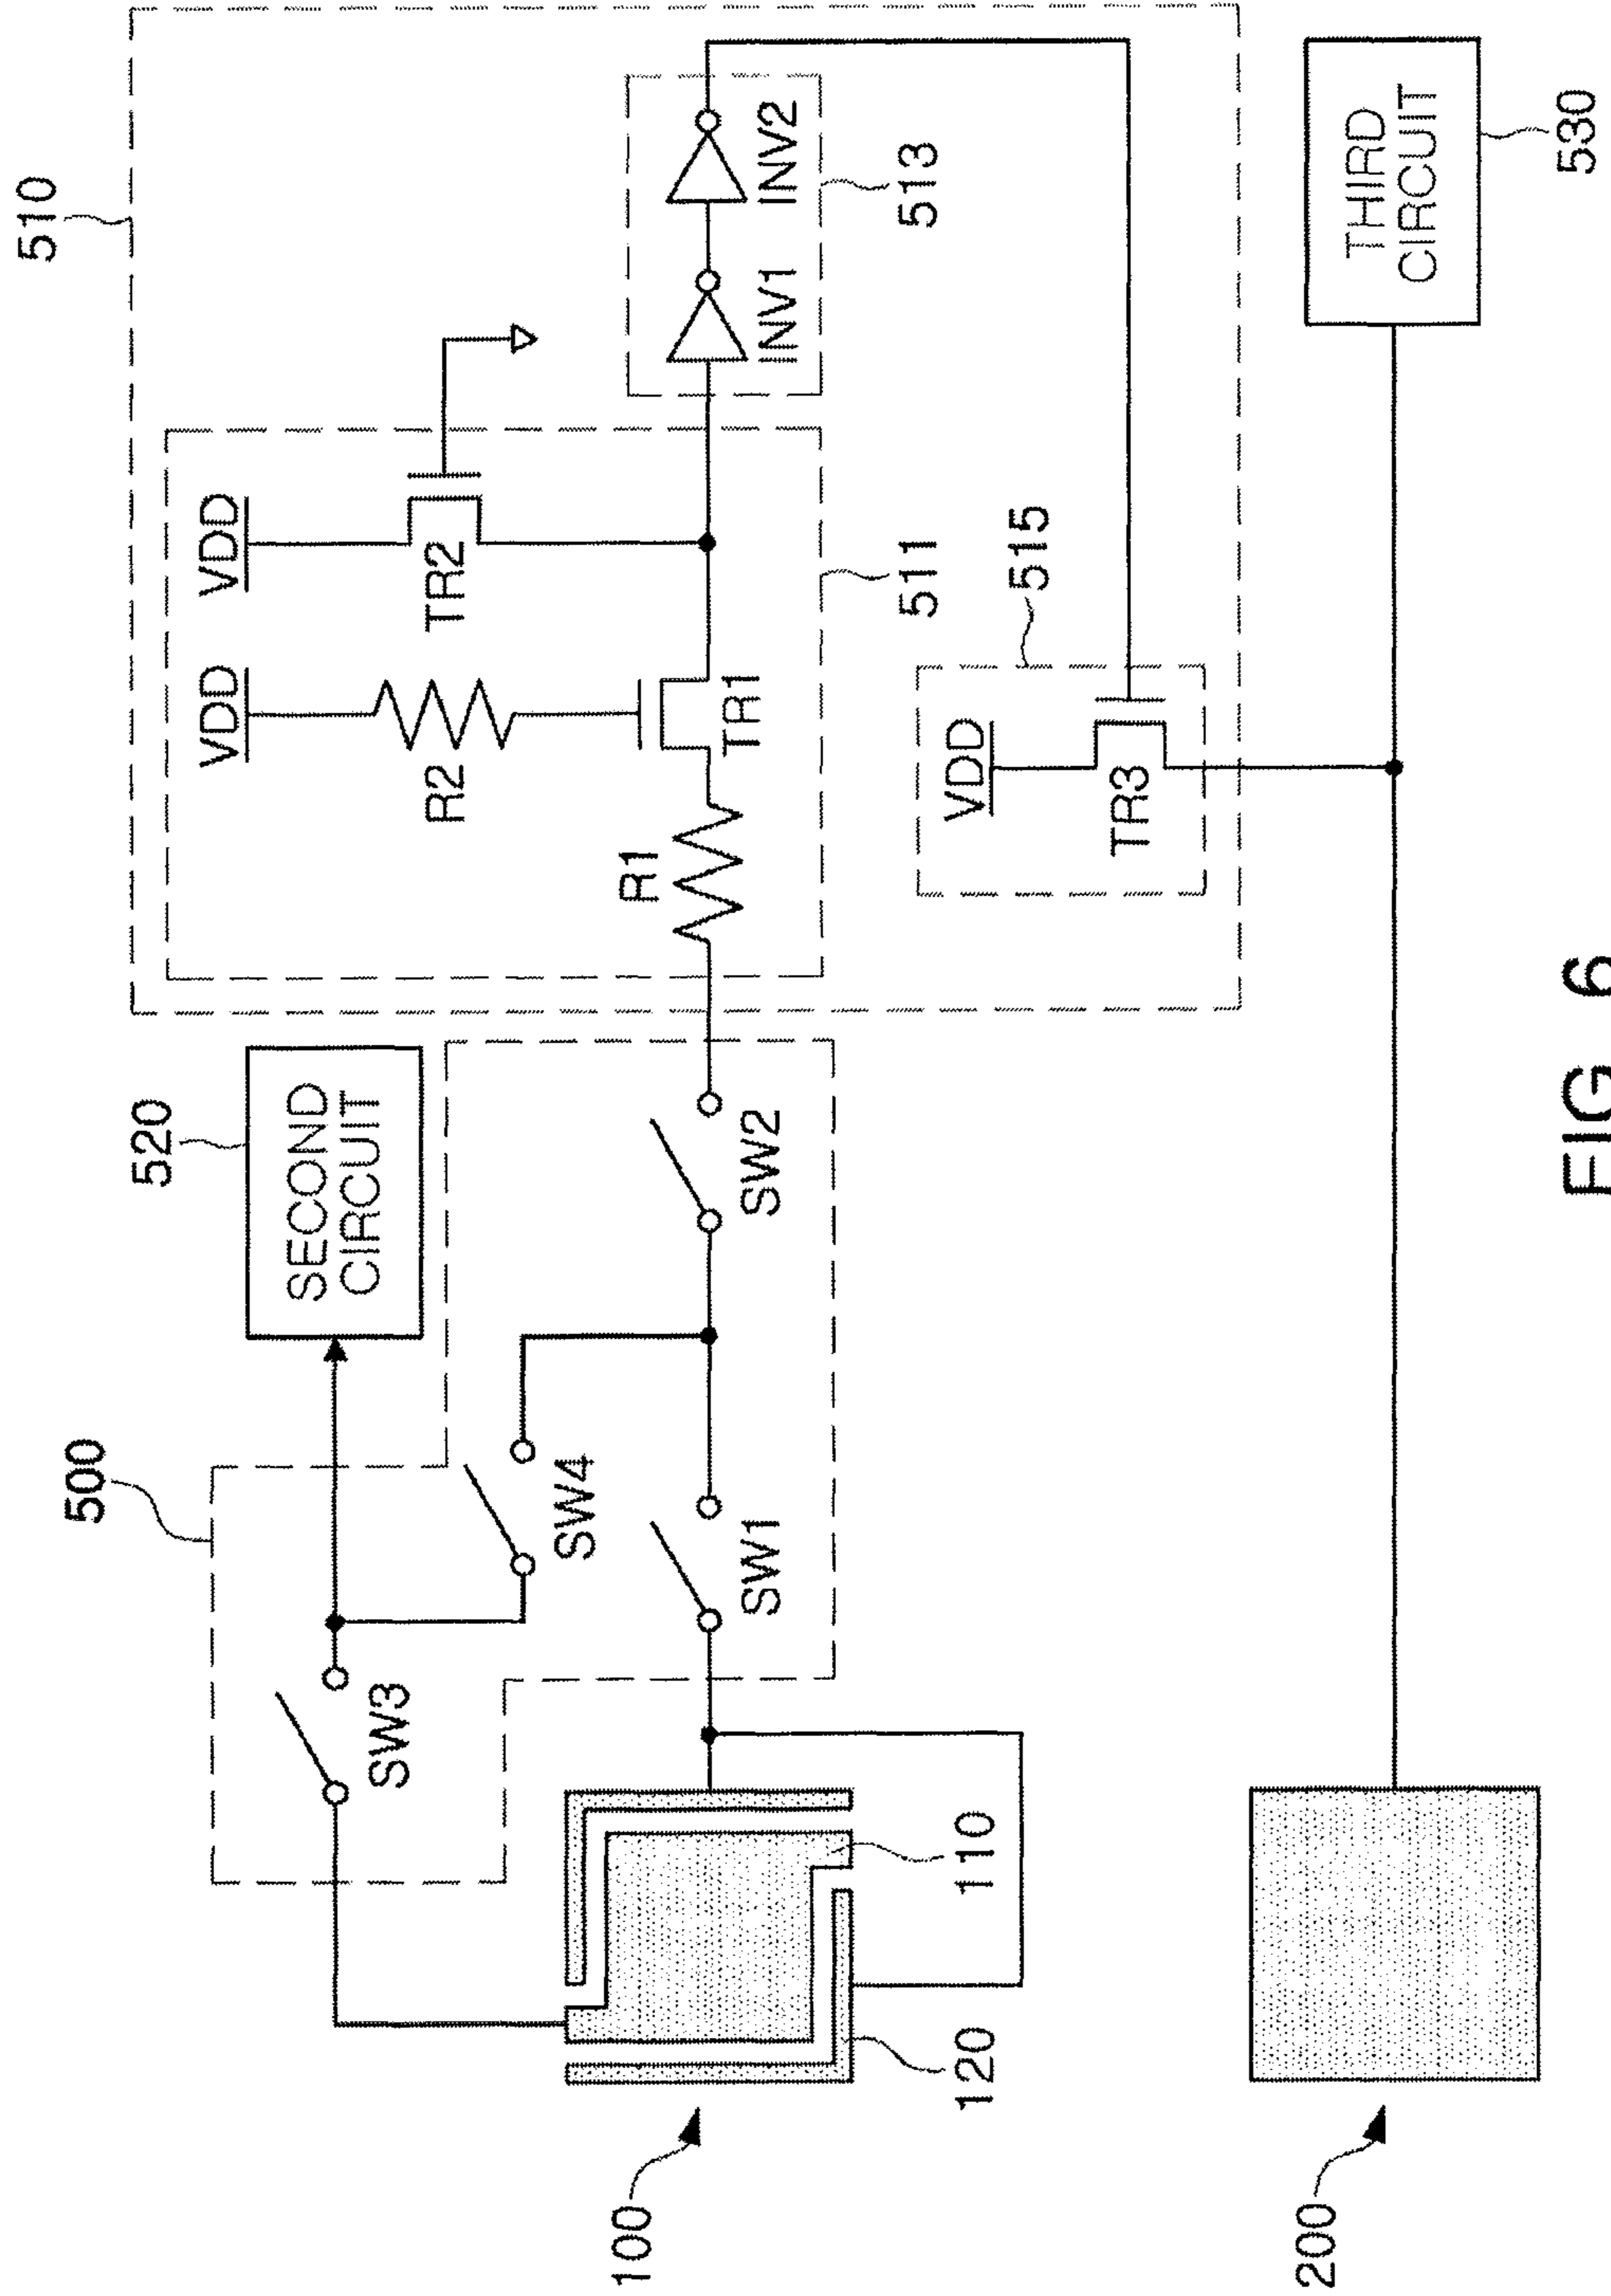 510
VDD
VDD
R2
TR2
R1
TR1
INV1
INV2
513
511
515
VDD
TR3
500
520
SECOND
CIRCUIT
SW3
SW4
SW1
SW2
110
120
100
200
THIRD
CIRCUIT
530
FIG 6